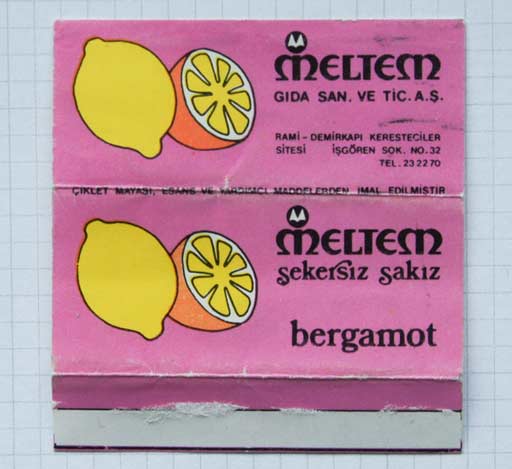 MELTEM
GIDA SAN. VE TİC. A.Ş.
RAMİ - DEMİRKAPI KERESTECİLER
SİTESİ İŞGÖREN SOK. NO. 32
TEL. 23 22 70
ÇİKLET MAYASI, ESANS VE YARDIMCI MADDELERDEN İMAL EDİLMİŞTİR
MELTEM
şekersiz sakız
bergamot